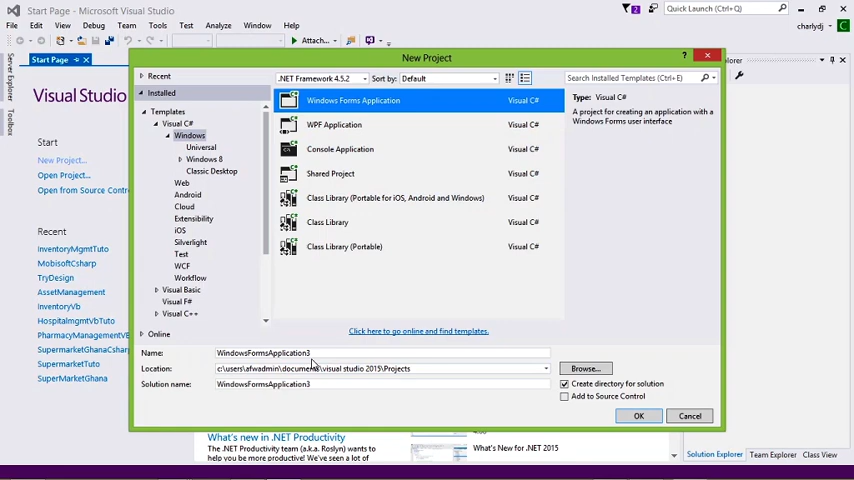 Start Page - Microsoft Visual Studio
2
Quick Launch (Ctrl+Q)
File Edit View Debug Team Tools Test Analyze Window Help
charlydj
Attach...
Start Page
Server Explorer
Toolbox
Visual Studio
Start
New Project...
Open Project...
Open from Source Contr
Recent
InventoryMgmtTuto
MobisoftCsharp
TryDesign
AssetManagement
InventoryVb
HospitalmgmtVbTuto
PharmacyManagementVB
SupermarketGhanaCsharp
SupermarketTuto
SupermarketGhana
New Project
?
Recent
Installed
.NET Framework 4.5.2
Sort by: Default
Search Installed Templates (Ctrl+E)
Templates
Visual C#
Windows
Universal
Windows 8
Classic Desktop
Web
Android
Cloud
Extensibility
iOS
Silverlight
Test
WCF
Workflow
Visual Basic
Visual F#
Visual C++
Online
Windows Forms Application Visual C#
WPF Application Visual C#
Console Application Visual C#
Shared Project Visual C#
Class Library (Portable for iOS, Android and Windows) Visual C#
Class Library Visual C#
Class Library (Portable) Visual C#
Type: Visual C#
A project for creating an application with a
Windows Forms user interface
Click here to go online and find templates.
Name: WindowsFormsApplication3
Location: c:\users\afwadmin\documents\visual studio 2015\Projects
Browse...
Solution name: WindowsFormsApplication3
Create directory for solution
Add to Source Control
OK
Cancel
What's new in .NET Productivity
The .NET Productivity team (a.k.a. Roslyn) wants to
help you be more productive! We've seen a lot of
What's New for .NET 2015
Solution Explorer Team Explorer Class View